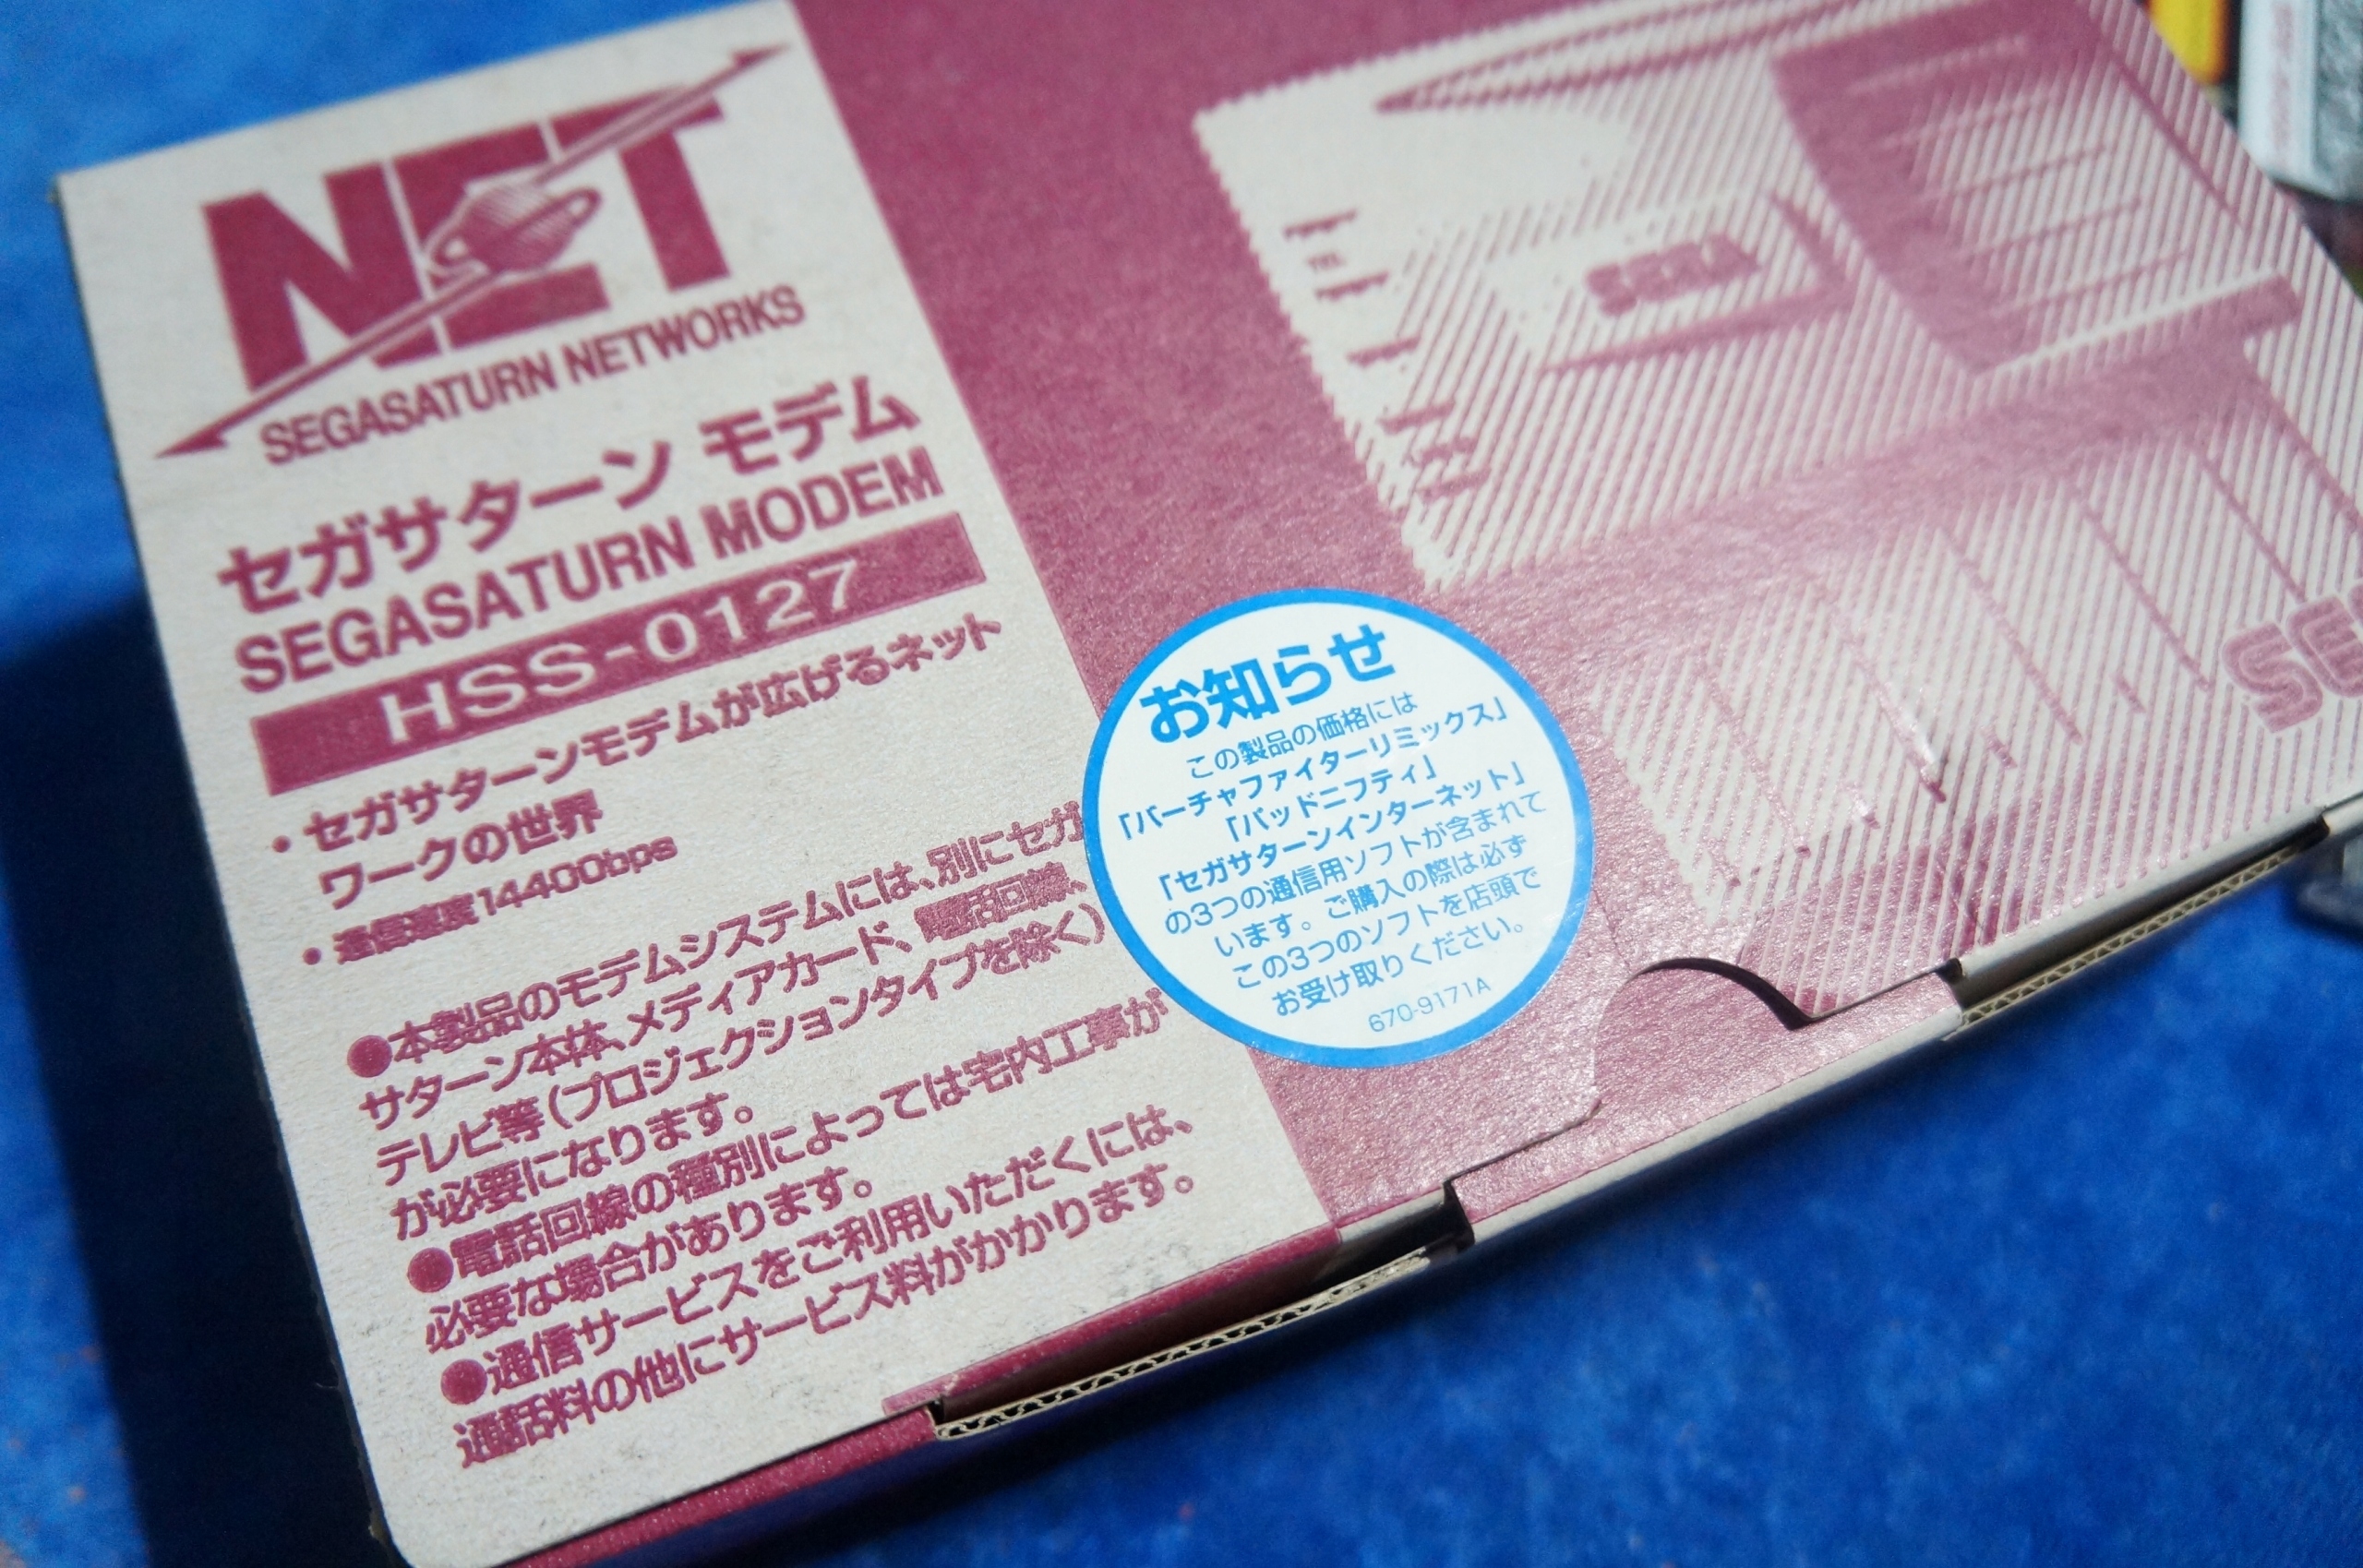 NET
SEGASATURN NETWORKS
セガサターン モデム
SEGASATURN MODEM
HSS-0127
・セガサターンモデムが広げるネット
ワークの世界
・通信速度14400bps
●本製品のモデムシステムには、別にセガ
サターン本体、メディアカード、電話回線、
テレビ等(プロジェクションタイプを除く)
が必要になります。
●電話回線の種別によっては宅内工事が
必要な場合があります。
●通信サービスをご利用いただくには、
通話料の他にサービス料がかかります。
お知らせ
この製品の価格には
「バーチャファイターリミックス」
「パッドニフティ」
「セガサターンインターネット」
の3つの通信用ソフトが含まれて
います。ご購入の際は必ず
この3つのソフトを店頭で
お受け取りください。
670-9171A
SEGA
SE